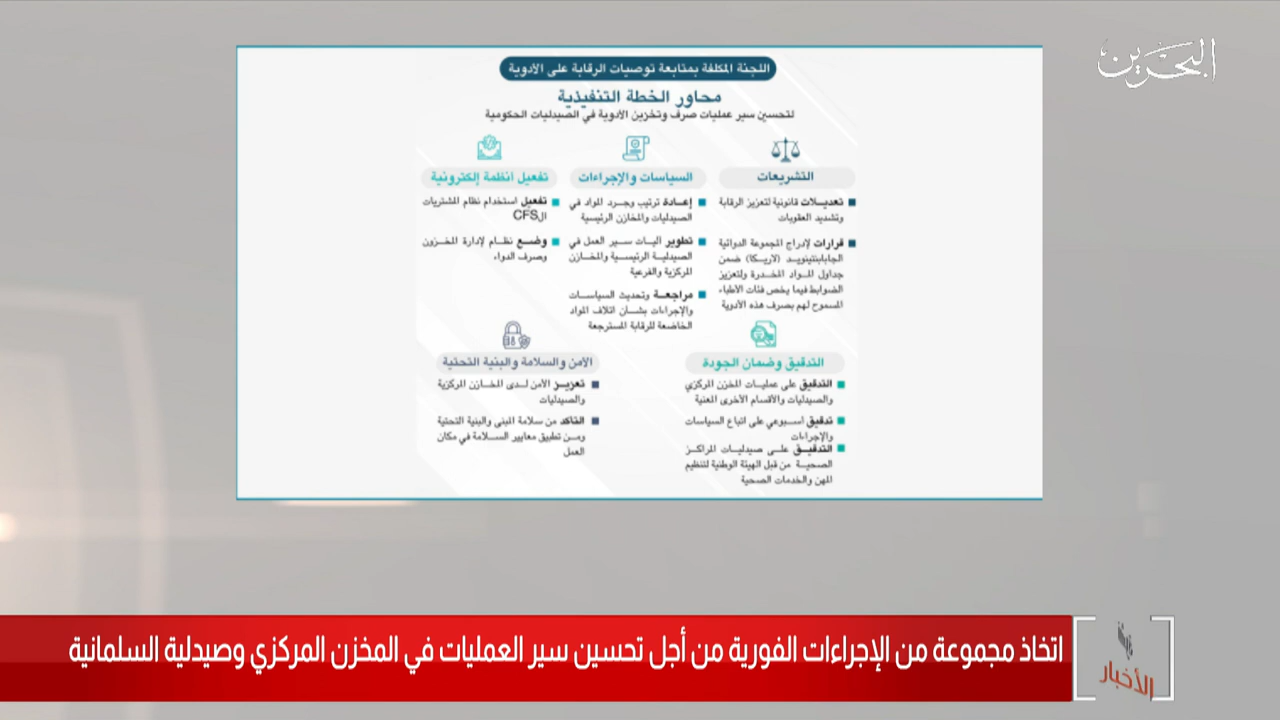 البحرين
اللجنة المكلفة بمتابعة توصيات الرقابة على الأدوية
محاور الخطة التنفيذية
لتحسين سير عمليات صرف وتخزين الأدوية في الصيدليات الحكومية
التشريعات
تعديلات قانونية لتعزيز الرقابة
وتشديد العقوبات
قرارات لإدراج المجموعة الدوائية
الجابابنتينويد (لاريكا) ضمن
جداول المواد المخدرة ولتعزيز
الضوابط فيما يخص فئات الأطباء
المسموح لهم بصرف هذه الأدوية
السياسات والإجراءات
إعادة ترتيب وجرد المواد في
الصيدليات والمخازن الرئيسية
تطوير آليات سير العمل في
الصيدلية الرئيسية والمخازن
المركزية والفرعية
مراجعة وتحديث السياسات
والإجراءات بشأن اتلاف المواد
الخاضعة للرقابة المسترجعة
تفعيل أنظمة إلكترونية
تفعيل استخدام نظام المشتريات
الـCFS
وضع نظام لإدارة المخزون
وصرف الدواء
التدقيق وضمان الجودة
التدقيق على عمليات المخزن المركزي
والصيدليات والأقسام الأخرى المعنية
تدقيق أسبوعي على اتباع السياسات
والإجراءات
التدقيق على صيدليات المراكز
الصحية من قبل الهيئة الوطنية لتنظيم
المهن والخدمات الصحية
الأمن والسلامة والبنية التحتية
تعزيز الأمن لدى المخازن المركزية
والصيدليات
التأكد من سلامة المبنى والبنية التحتية
ومن تطبيق معايير السلامة في مكان
العمل
اتخاذ مجموعة من الإجراءات الفورية من أجل تحسين سير العمليات في المخزن المركزي وصيدلية السلمانية
الأخبار